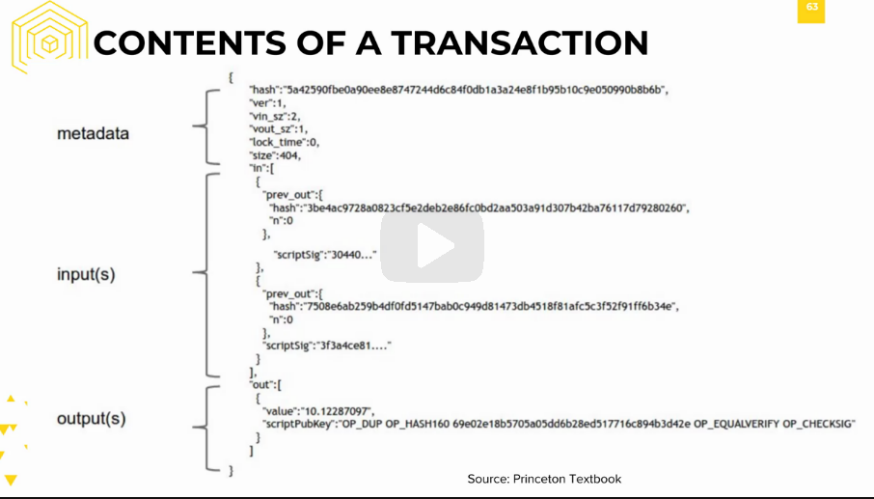 63
CONTENTS OF A TRANSACTION
{
"hash":"5a42590fbe0a90ee8e8747244d6c84f0db1a3a24e8f1b95b10c9e050990b8b6b",
"ver":1,
metadata
"vin_sz":2,
"vout_sz":1,
"lock_time":0,
"size":404,
"in":[
{
"prev_out":{
"hash":"3be4ac9728a0823cf5e2deb2e86fc0bd2aa503a91d307b42ba76117d79280260",
"n":0
},
"scriptSig":"30440..."
input(s)
},
{
"prev_out":{
"hash":"7508e6ab259b4df0fd5147bab0c949d81473db4518f81afc5c3f52f91ff6b34e",
"n":0
},
"scriptSig":"3f3a4ce81...."
}
],
"out":[
{
output(s)
"value":"10.12287097",
"scriptPubKey":"OP_DUP OP_HASH160 69e02e18b5705a05dd6b28ed517716c894b3d42e OP_EQUALVERIFY OP_CHECKSIG"
}
]
}
Source: Princeton Textbook